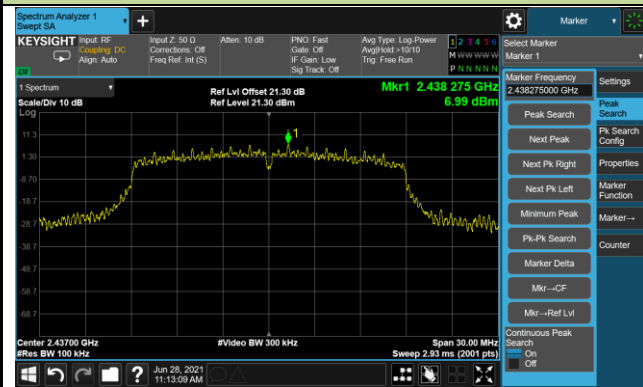 Spectrum Analyzer 1
Swept SA
Marker
KEYSIGHT
Input: RF
Coupling: DC
Align: Auto
Input Z: 50 Ω
Corrections: Off
Freq Ref: Int (S)
Atten: 10 dB
PNO: Fast
Gate: Off
IF Gain: Low
Sig Track: Off
Avg Type: Log-Power
Avg|Hold:>10/10
Trig: Free Run
1 2 3 4 5 6
M W W W W W
P N N N N N
Select Marker
Marker 1
LW
1 Spectrum
Scale/Div 10 dB
Log
Ref Lvl Offset 21.30 dB
Ref Level 21.30 dBm
Mkr1 2.438 275 GHz
6.99 dBm
1
11.3
1.30
-8.70
-18.7
-28.7
-38.7
-48.7
-58.7
-68.7
Center 2.43700 GHz
#Res BW 100 kHz
#Video BW 300 kHz
Span 30.00 MHz
Sweep 2.93 ms (2001 pts)
Marker Frequency
2.438275000 GHz
Peak Search
Next Peak
Next Pk Right
Next Pk Left
Minimum Peak
Pk-Pk Search
Marker Delta
Mkr→CF
Mkr→Ref Lvl
Continuous Peak
Search
On
Off
Settings
Peak
Search
Pk Search
Config
Properties
Marker
Function
Marker→
Counter
?
Jun 28, 2021
11:13:09 AM